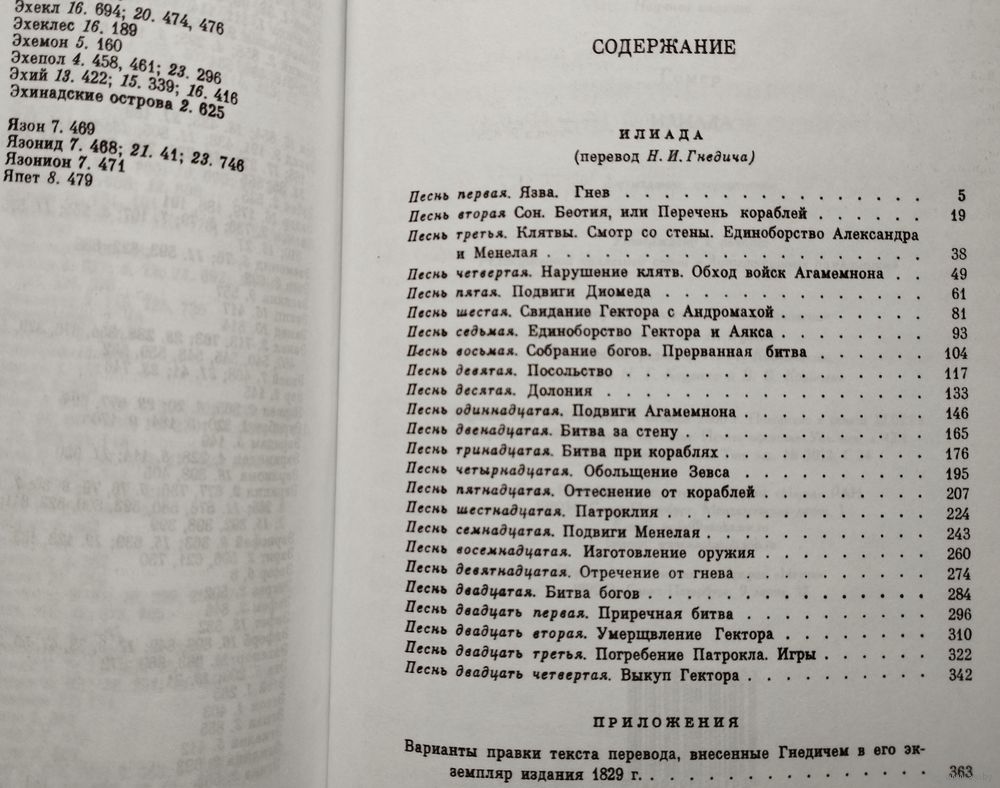 Эхекл 16. 694; 20. 474, 476
Эхеклес 16. 189
Эхемон 5. 160
Эхепол 4. 458, 461; 23. 296
Эхий 13. 422; 15. 339; 16. 416
Эхинадские острова 2. 625
Язон 7. 469
Язонид 7. 468; 21. 41; 23. 746
Язонион 7. 471
Япет 8. 479
СОДЕРЖАНИЕ
ИЛИАДА
(перевод Н. И. Гнедича)
Песнь первая. Язва. Гнев . . . . . . . . . . . . . . . . 5
Песнь вторая Сон. Беотия, или Перечень кораблей . . . . . . 19
Песнь третья. Клятвы. Смотр со стены. Единоборство Александра
и Менелая . . . . . . . . . . . . . . . . . . . . 38
Песнь четвертая. Нарушение клятв. Обход войск Агамемнона . . 49
Песнь пятая. Подвиги Диомеда . . . . . . . . . . . . . . 61
Песнь шестая. Свидание Гектора с Андромахой . . . . . . . . 81
Песнь седьмая. Единоборство Гектора и Аякса . . . . . . . . 93
Песнь восьмая. Собрание богов. Прерванная битва . . . . . . 104
Песнь девятая. Посольство . . . . . . . . . . . . . . . . 117
Песнь десятая. Долония . . . . . . . . . . . . . . . . . 133
Песнь одиннадцатая. Подвиги Агамемнона . . . . . . . . . . 146
Песнь двенадцатая. Битва за стену . . . . . . . . . . . . . 165
Песнь тринадцатая. Битва при кораблях . . . . . . . . . . . 176
Песнь четырнадцатая. Обольщение Зевса . . . . . . . . . . 195
Песнь пятнадцатая. Оттеснение от кораблей . . . . . . . . . 207
Песнь шестнадцатая. Патроклия . . . . . . . . . . . . . . 224
Песнь семнадцатая. Подвиги Менелая . . . . . . . . . . . . 243
Песнь восемнадцатая. Изготовление оружия . . . . . . . . . 260
Песнь девятнадцатая. Отречение от гнева . . . . . . . . . . 274
Песнь двадцатая. Битва богов . . . . . . . . . . . . . . . 284
Песнь двадцать первая. Приречная битва . . . . . . . . . . 296
Песнь двадцать вторая. Умерщвление Гектора . . . . . . . . 310
Песнь двадцать третья. Погребение Патрокла. Игры . . . . . . 322
Песнь двадцать четвертая. Выкуп Гектора . . . . . . . . . . 342
ПРИЛОЖЕНИЯ
Варианты правки текста перевода, внесенные Гнедичем в его эк-
земпляр издания 1829 г. . . . . . . . . . . . . . . . 363